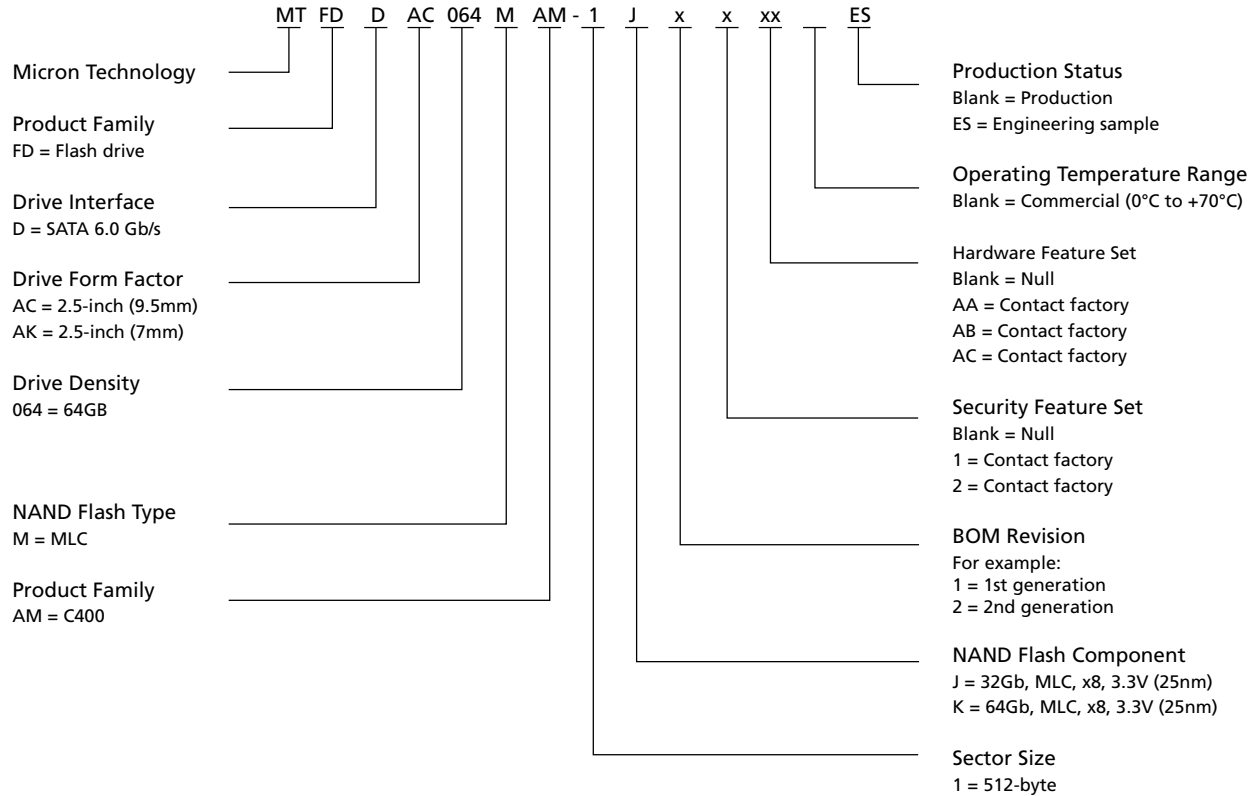 MT FD D AC 064 M AM - 1 J x x xx ES
Micron Technology
Product Family
FD = Flash drive
Drive Interface
D = SATA 6.0 Gb/s
Drive Form Factor
AC = 2.5-inch (9.5mm)
AK = 2.5-inch (7mm)
Drive Density
064 = 64GB
NAND Flash Type
M = MLC
Product Family
AM = C400
Production Status
Blank = Production
ES = Engineering sample
Operating Temperature Range
Blank = Commercial (0°C to +70°C)
Hardware Feature Set
Blank = Null
AA = Contact factory
AB = Contact factory
AC = Contact factory
Security Feature Set
Blank = Null
1 = Contact factory
2 = Contact factory
BOM Revision
For example:
1 = 1st generation
2 = 2nd generation
NAND Flash Component
J = 32Gb, MLC, x8, 3.3V (25nm)
K = 64Gb, MLC, x8, 3.3V (25nm)
Sector Size
1 = 512-byte